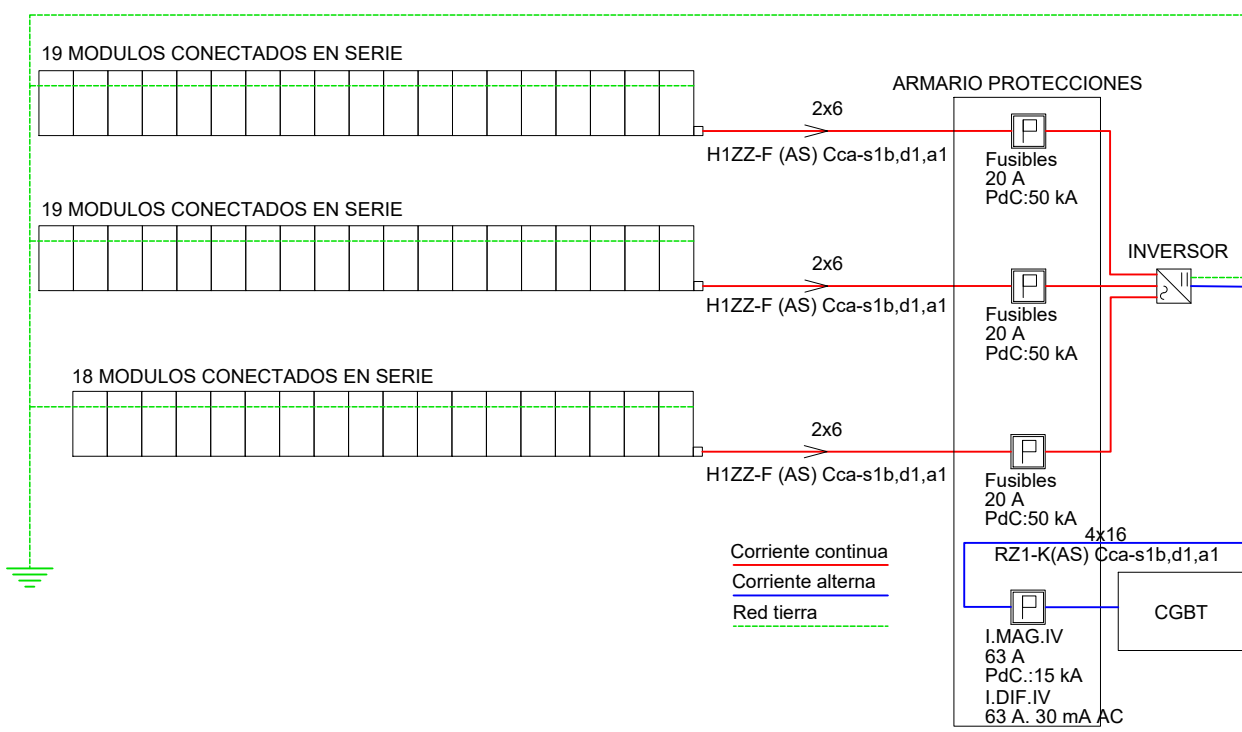 19 MODULOS CONECTADOS EN SERIE
ARMARIO PROTECCIONES
2x6
H1ZZ-F (AS) Cca-s1b,d1,a1
Fusibles
20 A
PdC:50 kA
19 MODULOS CONECTADOS EN SERIE
INVERSOR
2x6
H1ZZ-F (AS) Cca-s1b,d1,a1
Fusibles
20 A
PdC:50 kA
18 MODULOS CONECTADOS EN SERIE
2x6
H1ZZ-F (AS) Cca-s1b,d1,a1
Fusibles
20 A
PdC:50 kA
4x16
RZ1-K(AS) Cca-s1b,d1,a1
Corriente continua
Corriente alterna
Red tierra
CGBT
I.MAG.IV
63 A
PdC.:15 kA
I.DIF.IV
63 A. 30 mA AC